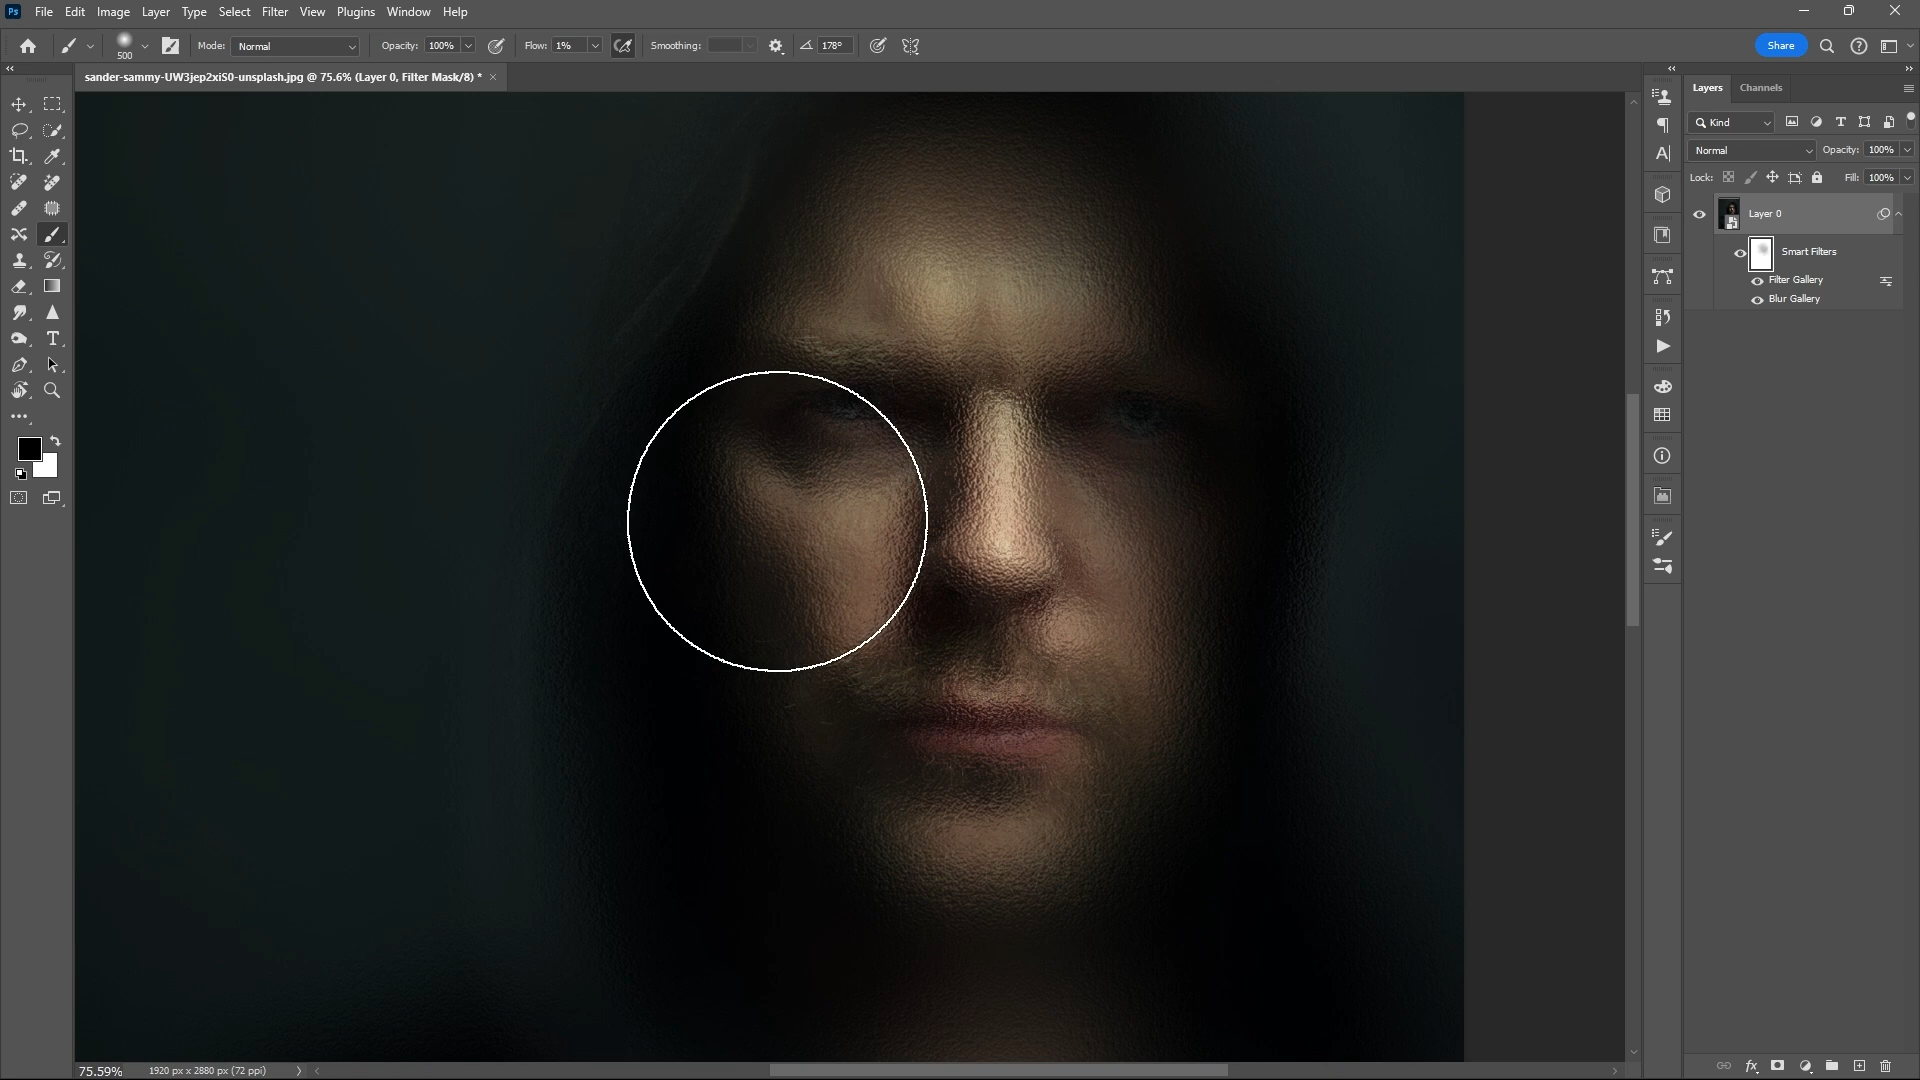 Ps File Edit Image Layer Type Select Filter View Plugins Window Help
500 Mode: Normal Opacity: 100% Flow: 1% Smoothing: 178° Share
sander-sammy-UW3jep2xiS0-unsplash.jpg @ 75.6% (Layer 0, Filter Mask/8) *
Layers Channels
Kind
Normal Opacity: 100%
Lock: Fill: 100%
Layer 0
Smart Filters
Filter Gallery
Blur Gallery
75.59% 1920 px x 2880 px (72 ppi)